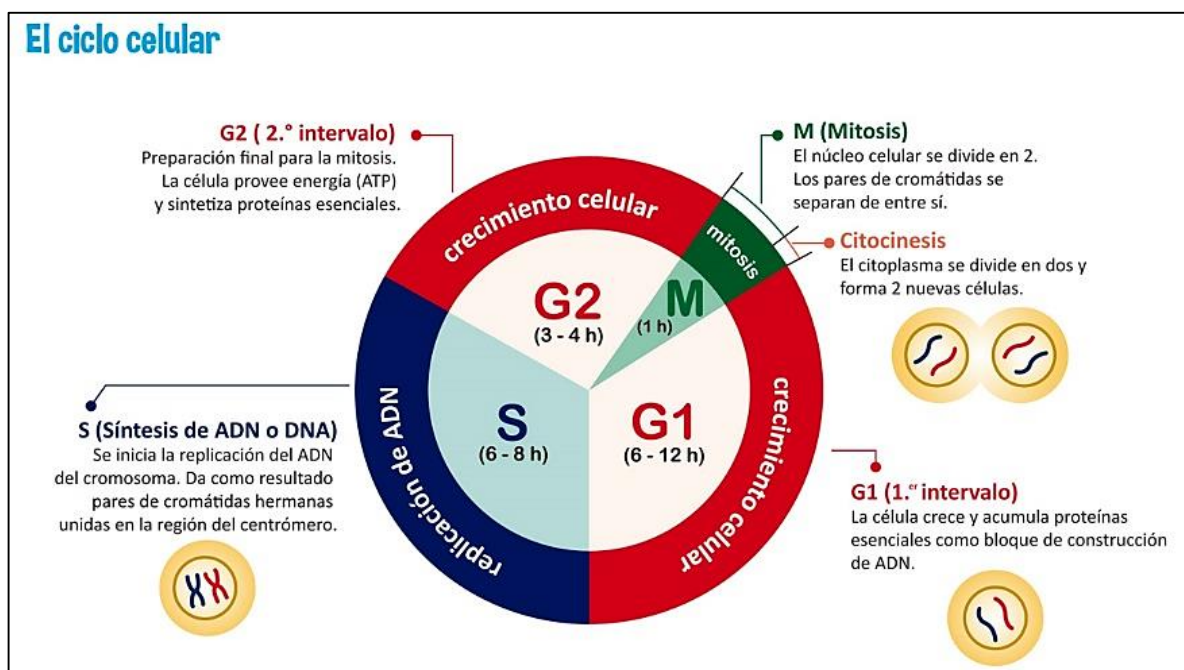 El ciclo celular
G2 ( 2.° intervalo)
Preparación final para la mitosis.
La célula provee energía (ATP)
y sintetiza proteínas esenciales.
M (Mitosis)
El núcleo celular se divide en 2.
Los pares de cromátidas se
separan de entre sí.
Citocinesis
El citoplasma se divide en dos y
forma 2 nuevas células.
crecimiento celular
mitosis
G2
(3 - 4 h)
M
(1 h)
S
(6 - 8 h)
G1
(6 - 12 h)
replicación de ADN
crecimiento celular
S (Síntesis de ADN o DNA)
Se inicia la replicación del ADN
del cromosoma. Da como resultado
pares de cromátidas hermanas
unidas en la región del centrómero.
G1 (1.er intervalo)
La célula crece y acumula proteínas
esenciales como bloque de construcción
de ADN.